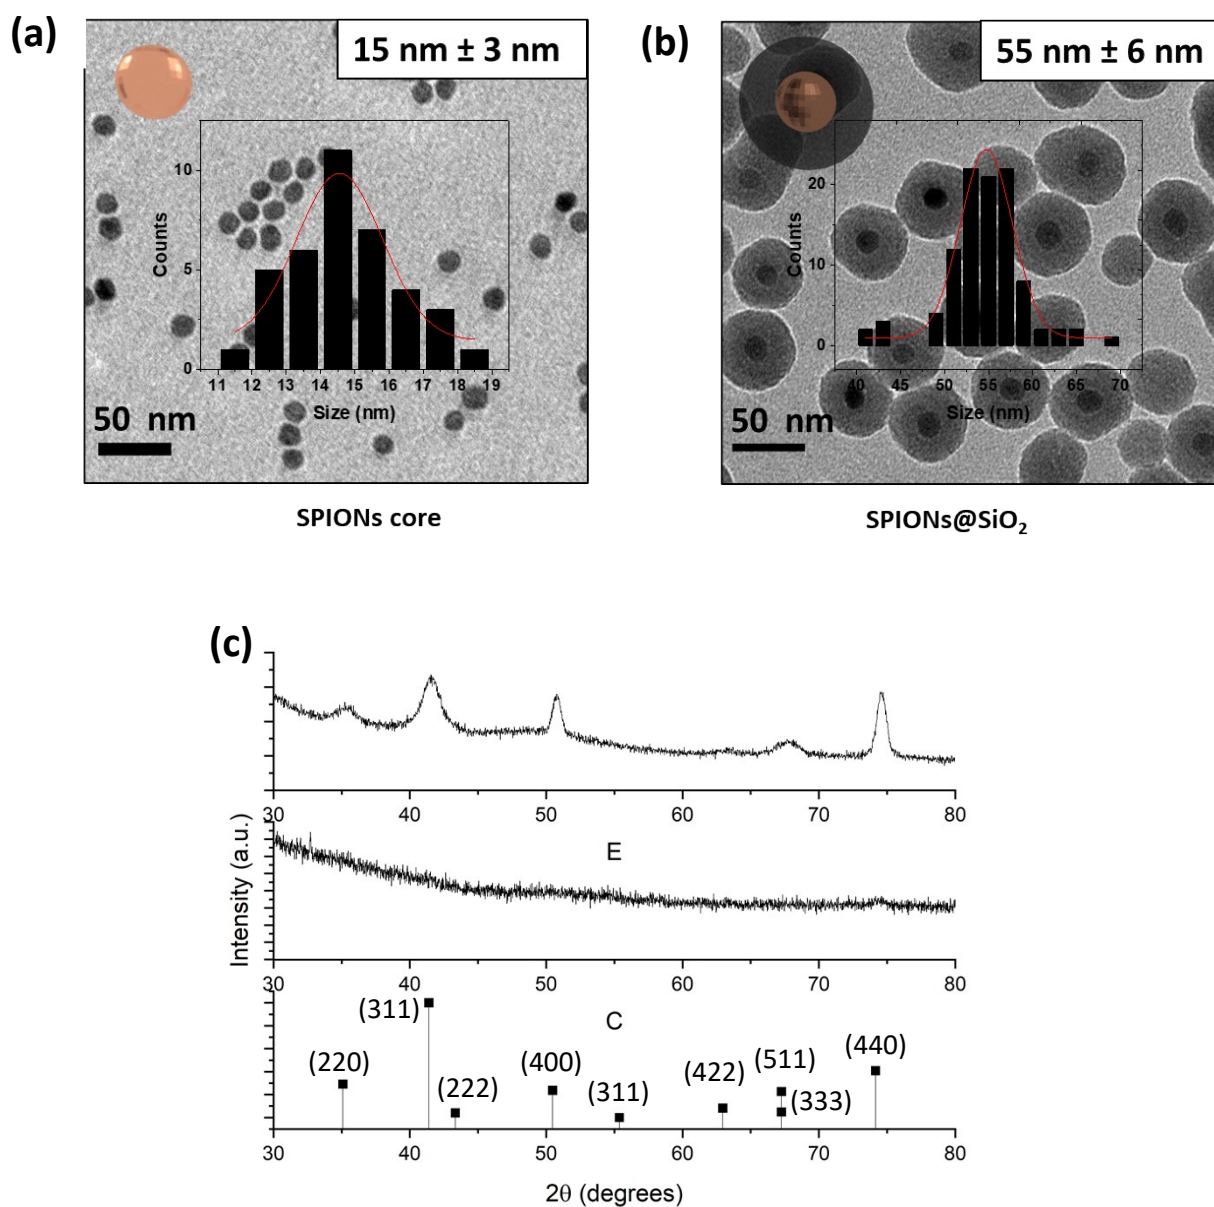 (a)
15 nm ± 3 nm
10
5
0
Counts
11 12 13 14 15 16 17 18 19
Size (nm)
50 nm
SPIONs core
(b)
55 nm ± 6 nm
20
10
0
Counts
40 45 50 55 60 65 70
Size (nm)
50 nm
SPIONs@SiO₂
(c)
30 40 50 60 70 80
E
30 40 50 60 70 80
Intensity (a.u.)
C
(311)
(220)
(222)
(400)
(311)
(422)
(511)
(333)
(440)
30 40 50 60 70 80
2θ (degrees)